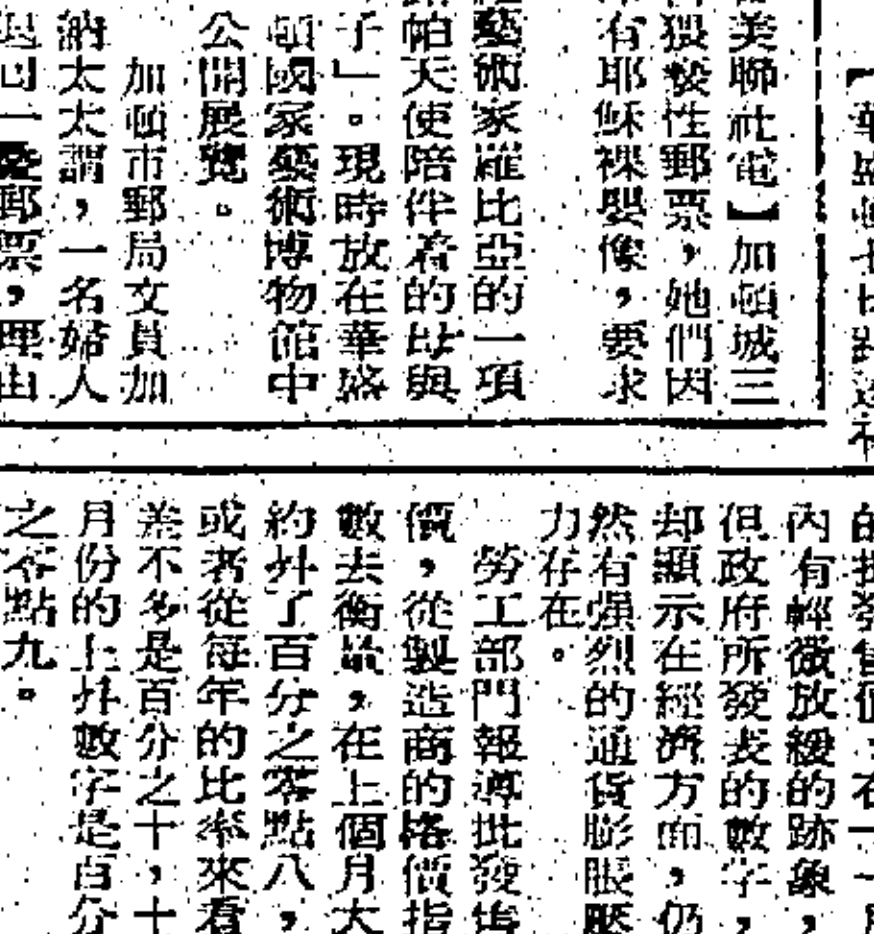 美聯社電】加頓城三
猥褻性郵票，她們因
有耶穌裸嬰像，要求
藝術家羅比亞的一項
帕天使陪伴着的母與
子」。現時放在華盛
頓國家藝術博物館中
公開展覽。
加頓市郵局文員加
納太太謂，一名婦人
退回一疊郵票，理由
內有輕微放緩的跡象，
但政府所發表的數字，
却顯示在經濟方面，仍
然有強烈的通貨膨脹壓
力存在。
勞工部門報導批發售
價，從製造商的格價指
數去衡量，在上個月大
約升了百分之零點八，
或者從每年的比率來看
差不多是百分之十，十
月份的上升數字是百分
之零點九。